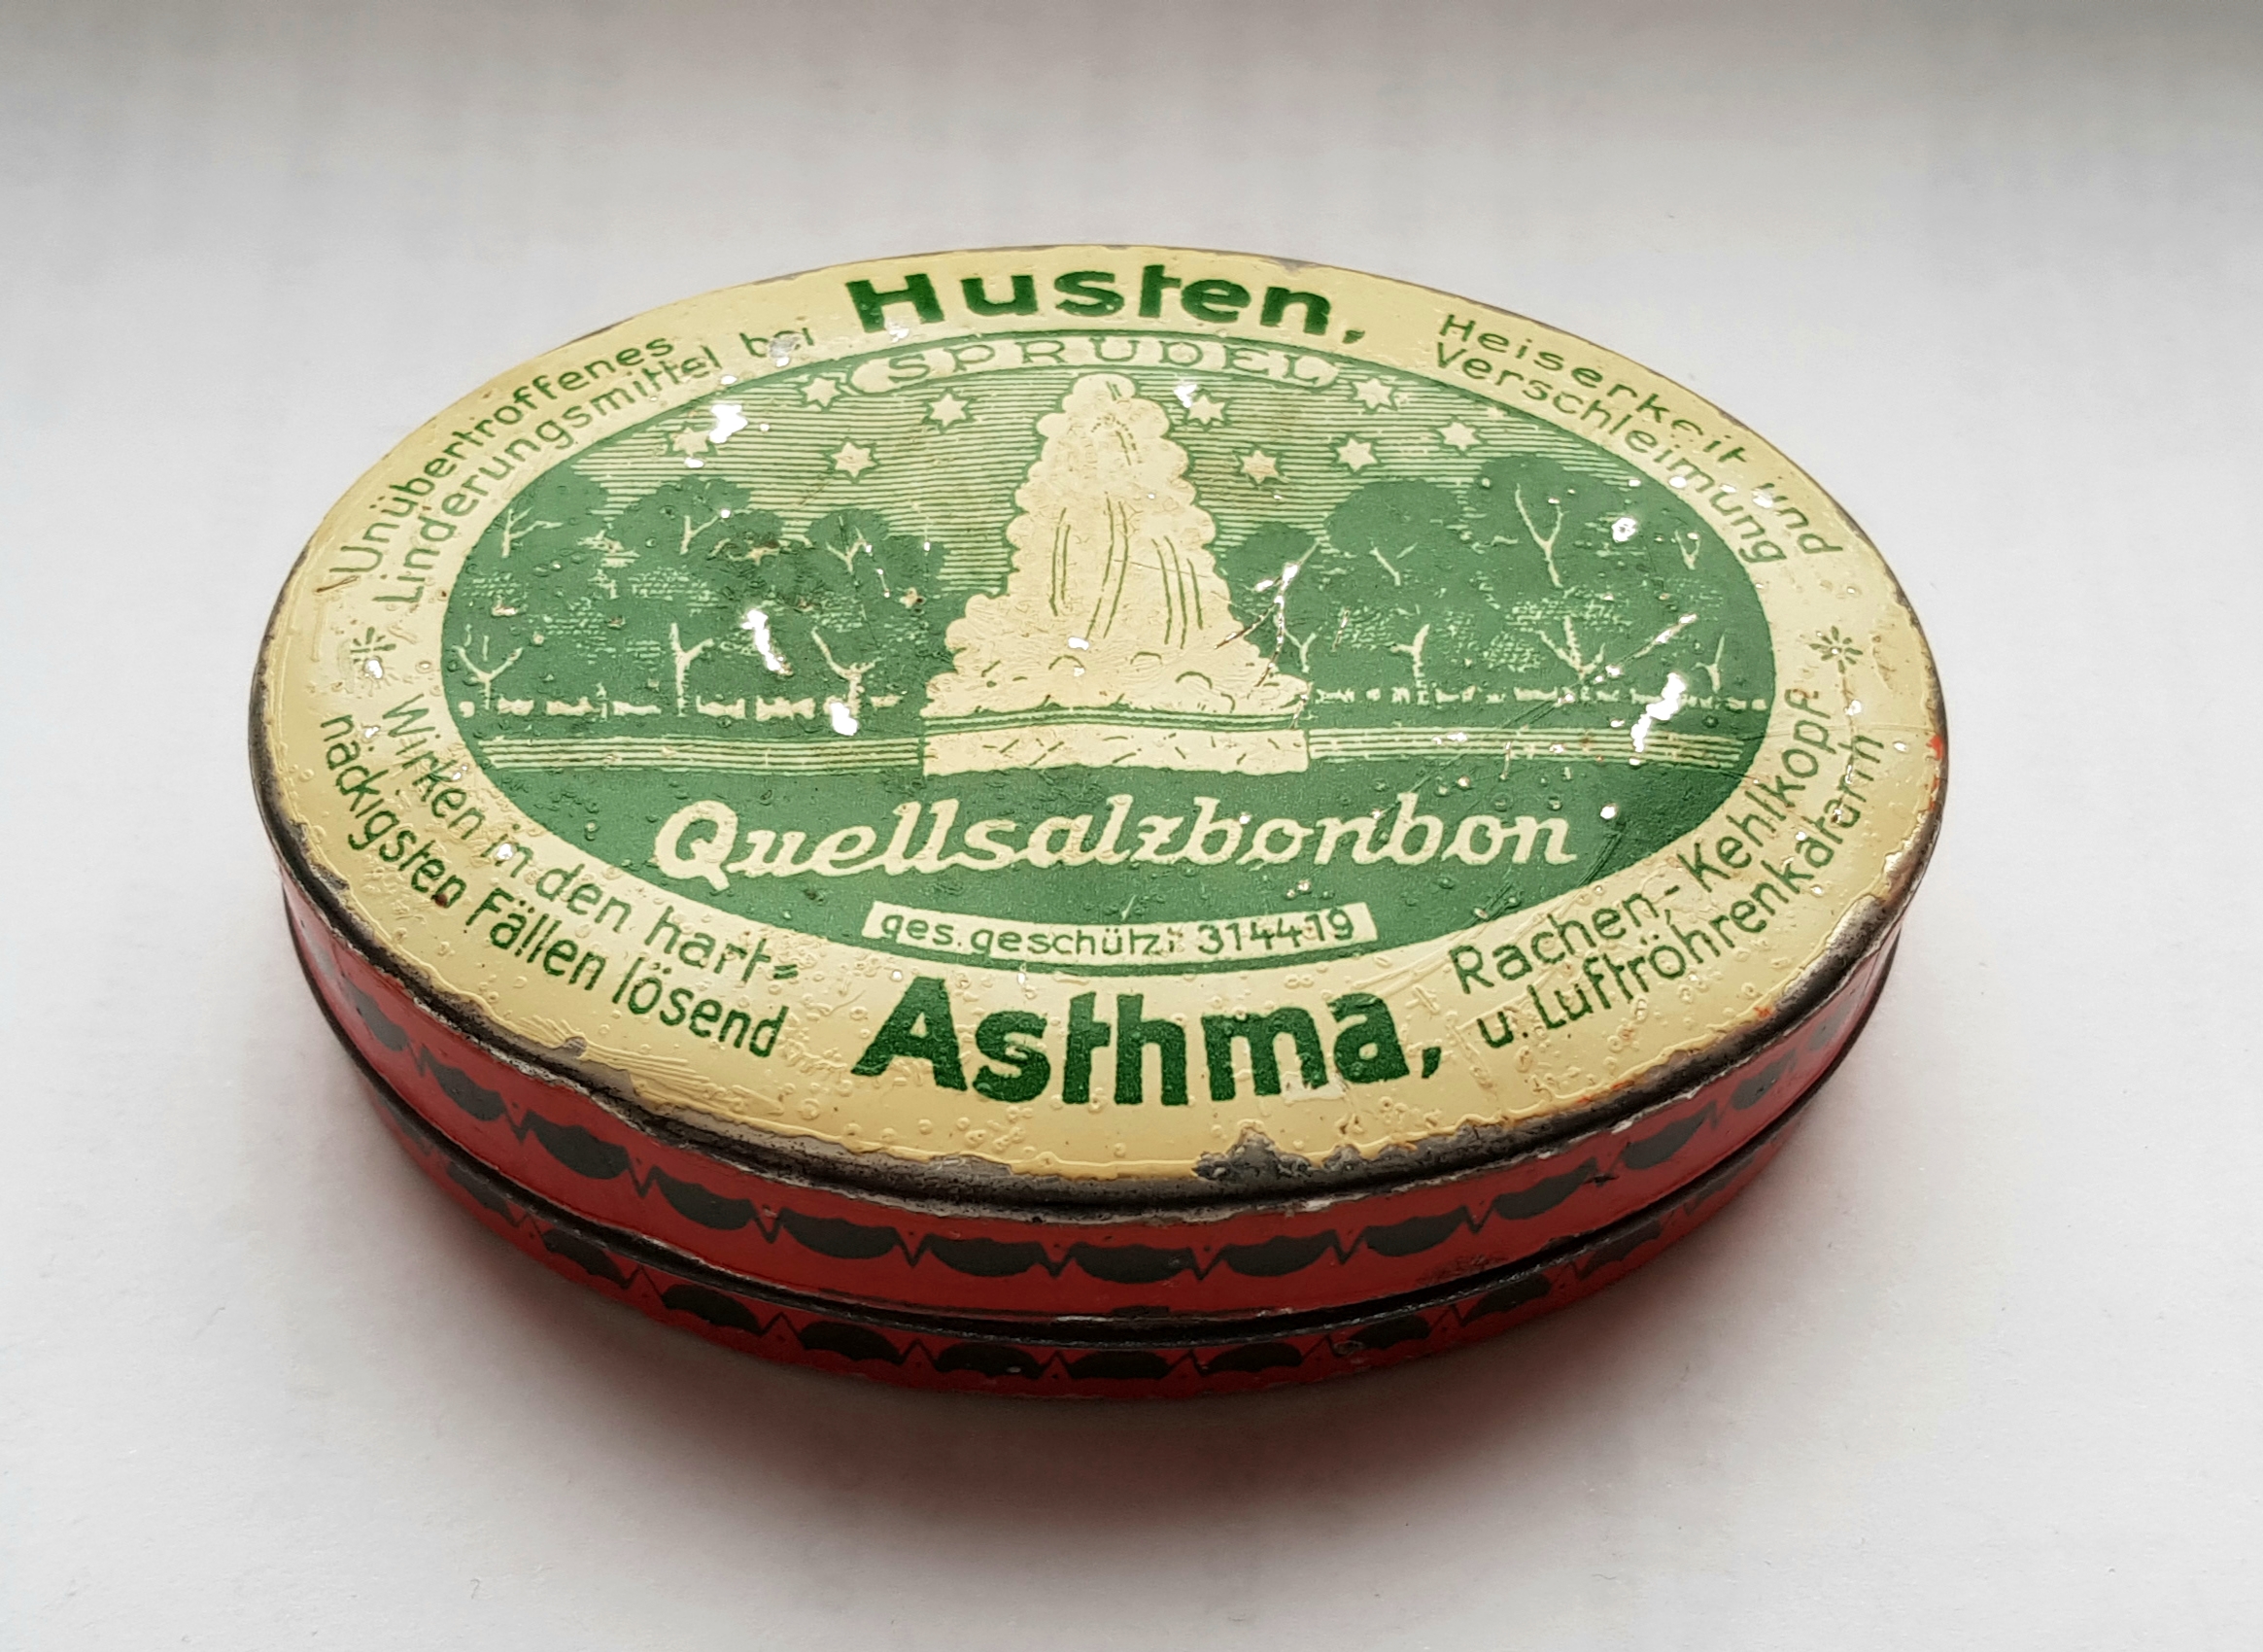 Unübertroffenes
Linderungsmittel bei
Husten,
Heiserkeit und
Verschleimung
SPRUDEL
Quellsalzbonbon
ges. geschützt 314419
Wirken in den hart=
näckigsten Fällen lösend
Asthma,
Rachen-Kehlkopf=
u. Luftröhrenkatarrh